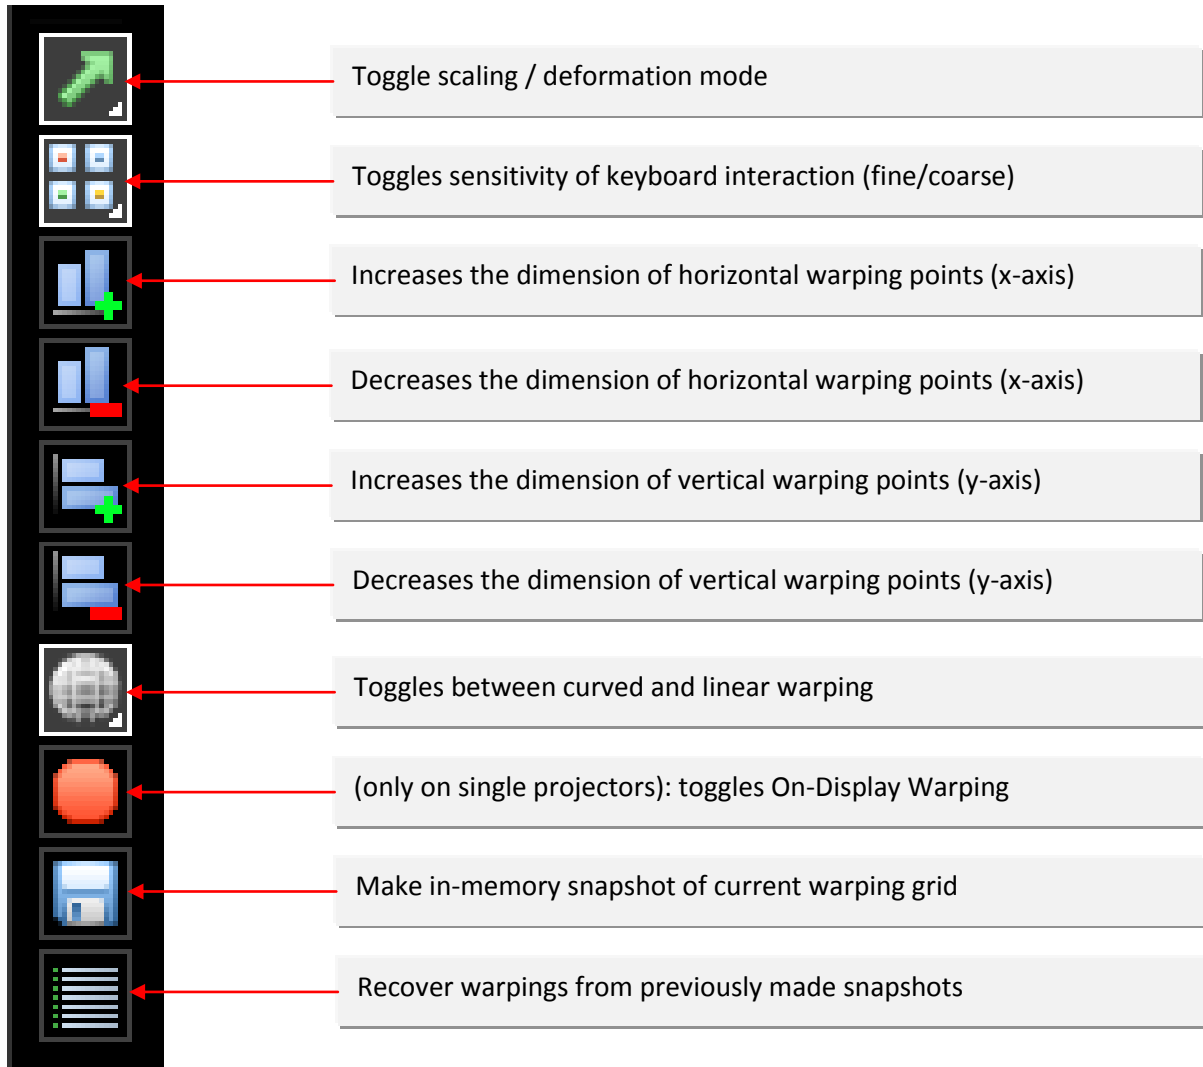 Toggle scaling / deformation mode
Toggles sensitivity of keyboard interaction (fine/coarse)
Increases the dimension of horizontal warping points (x-axis)
Decreases the dimension of horizontal warping points (x-axis)
Increases the dimension of vertical warping points (y-axis)
Decreases the dimension of vertical warping points (y-axis)
Toggles between curved and linear warping
(only on single projectors): toggles On-Display Warping
Make in-memory snapshot of current warping grid
Recover warpings from previously made snapshots